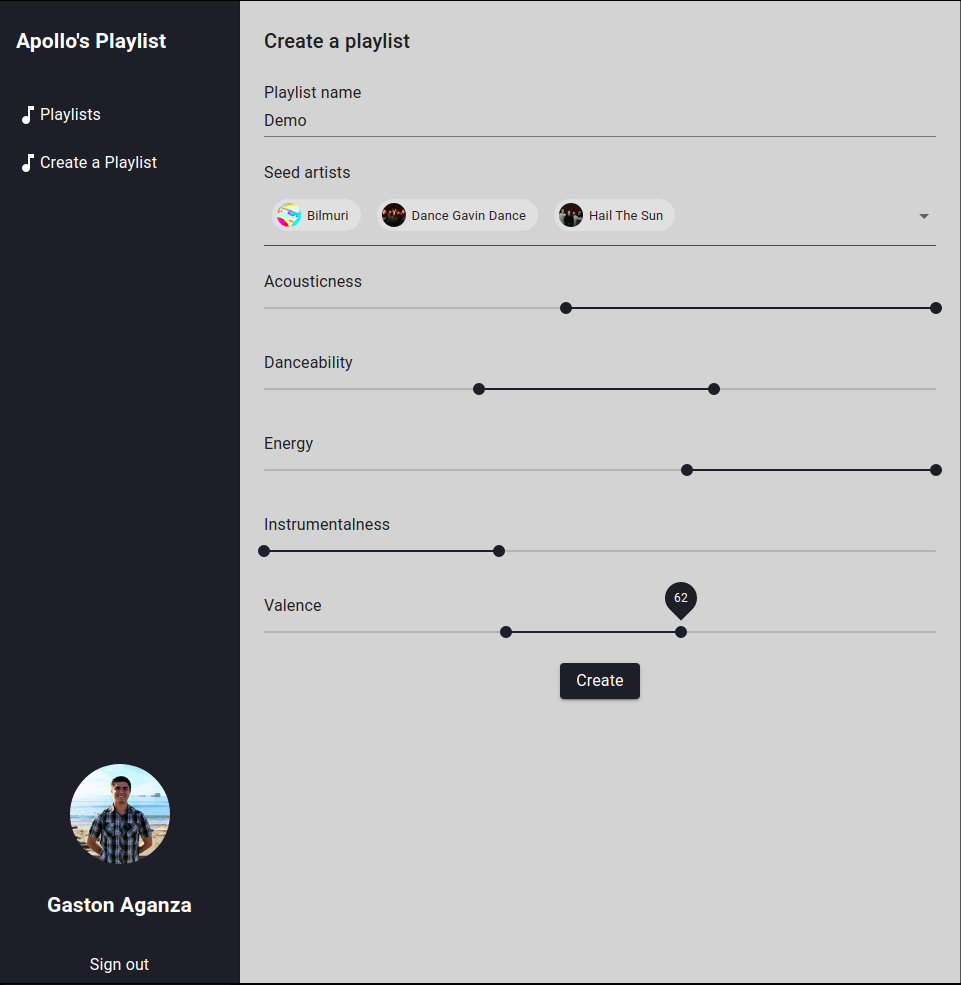 Apollo's Playlist
Playlists
Create a Playlist
Gaston Aganza
Sign out
Create a playlist
Playlist name
Demo
Seed artists
Bilmuri Dance Gavin Dance Hail The Sun
Acousticness
Danceability
Energy
Instrumentalness
Valence
62
Create